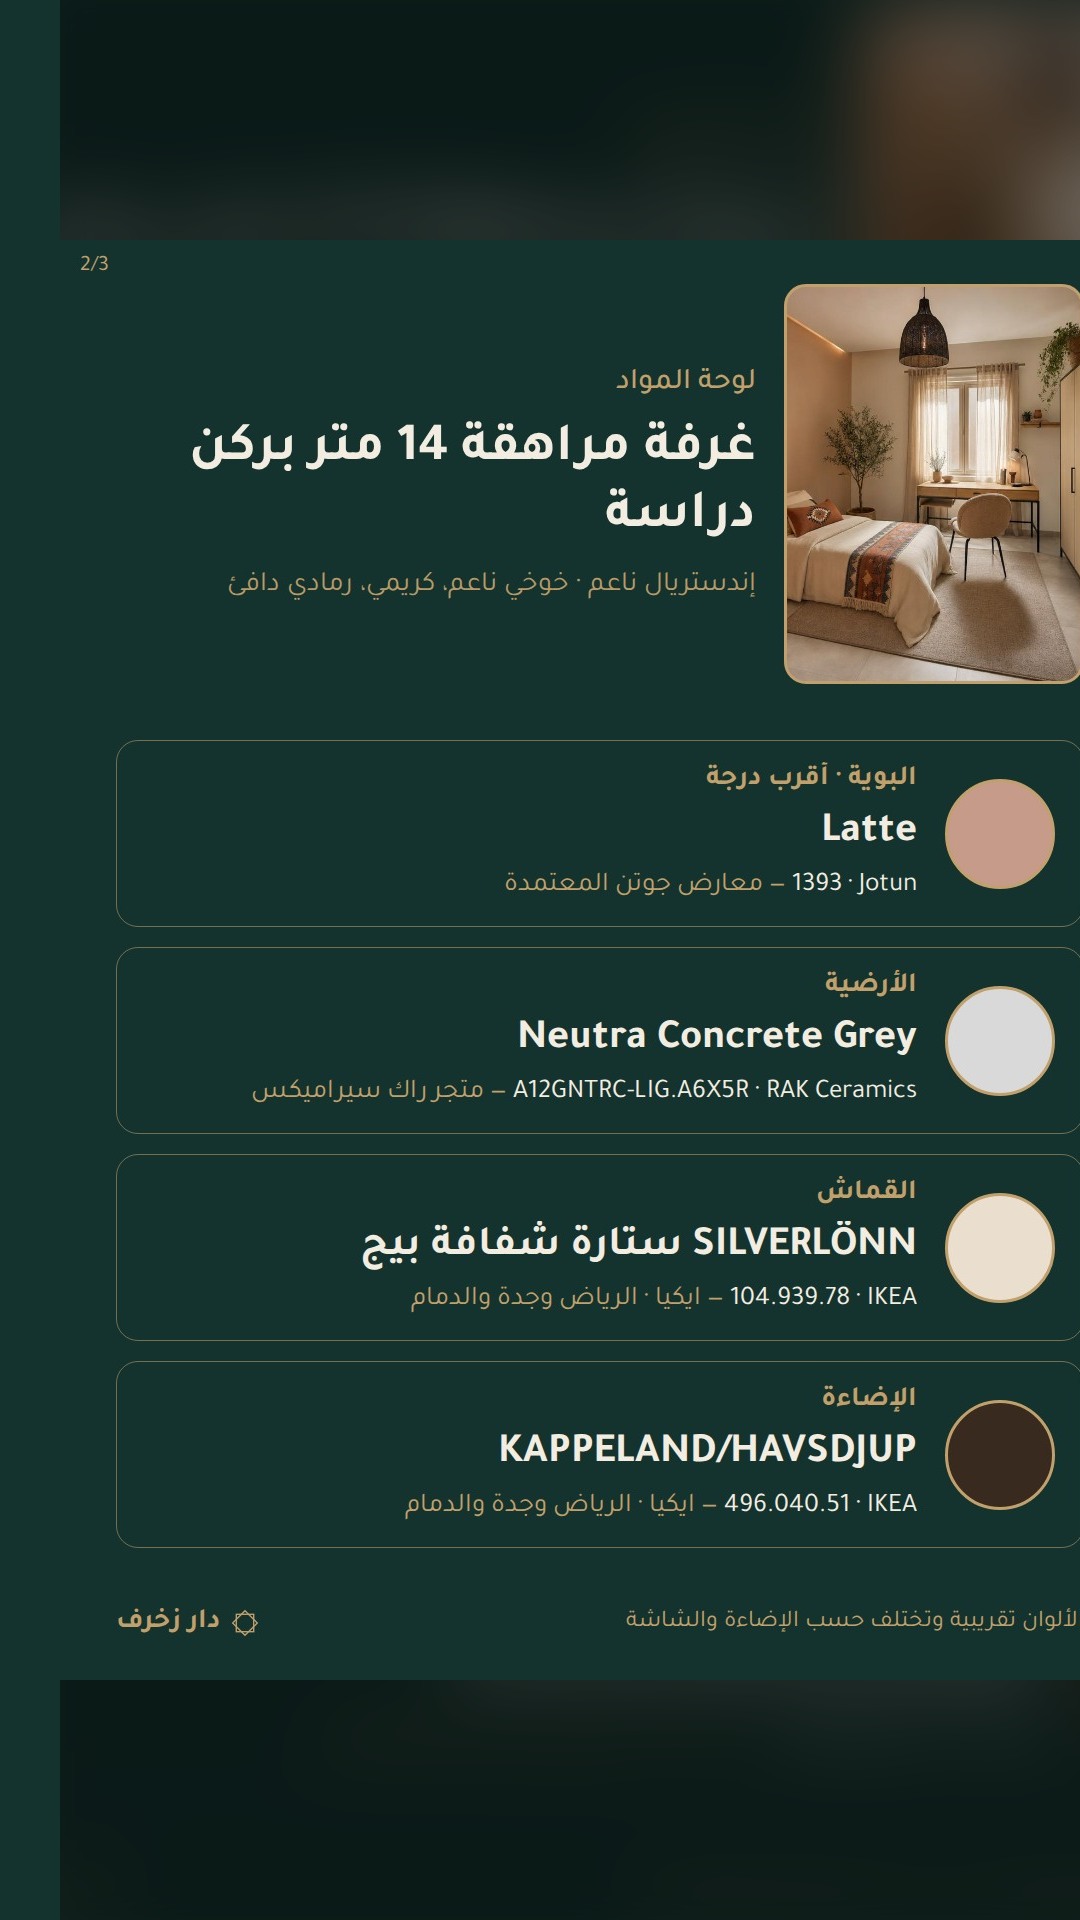 2/3
لوحة المواد
غرفة مراهقة 14 متر بركن
دراسة
إندستريال ناعم · خوخي ناعم، كريمي، رمادي دافئ
البوية · أقرب درجة
Latte
Jotun · 1393 – معارض جوتن المعتمدة
الأرضية
Neutra Concrete Grey
RAK Ceramics · A12GNTRC-LIG.A6X5R – متجر راك سيراميكس
القماش
SILVERLÖNN ستارة شفافة بيج
IKEA · 104.939.78 – ايكيا · الرياض وجدة والدمام
الإضاءة
KAPPELAND/HAVSDJUP
IKEA · 496.040.51 – ايكيا · الرياض وجدة والدمام
لألوان تقريبية وتختلف حسب الإضاءة والشاشة
دار زخرف